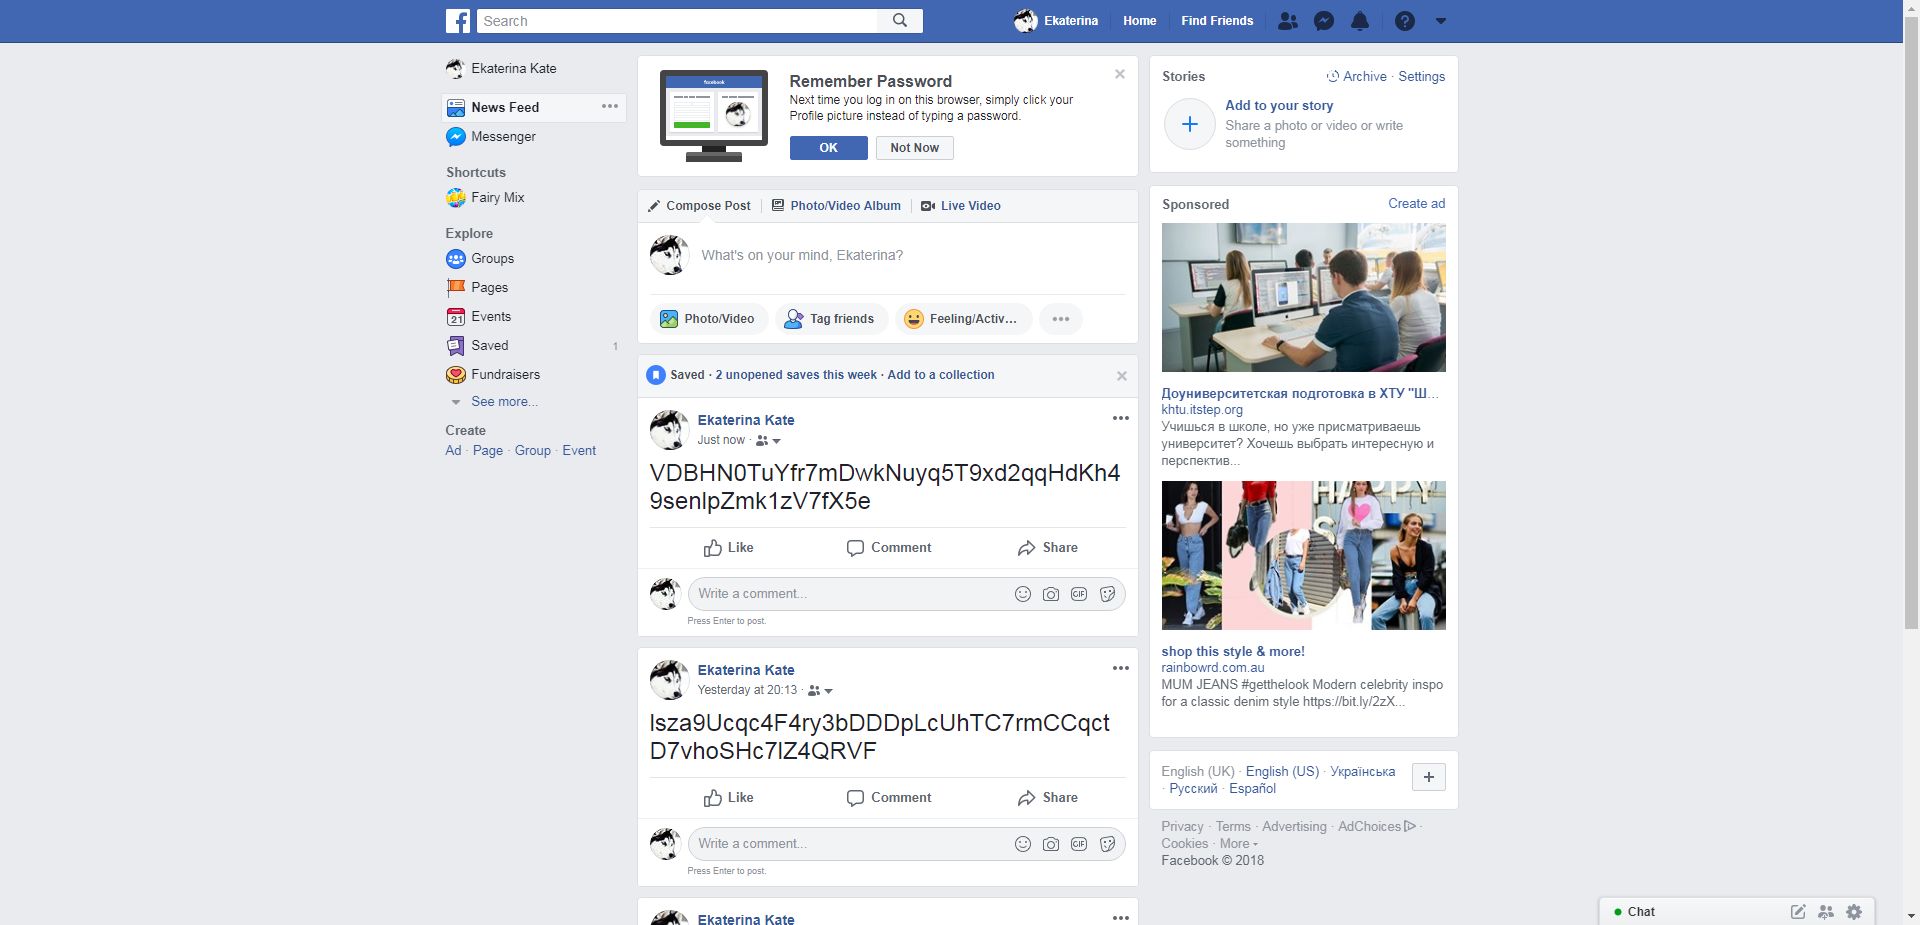 Search
Ekaterina
Home
Find Friends
Ekaterina Kate
News Feed
Messenger
Shortcuts
Fairy Mix
Explore
Groups
Pages
21 Events
Saved 1
Fundraisers
See more...
Create
Ad · Page · Group · Event
facebook
Remember Password
Next time you log in on this browser, simply click your
Profile picture instead of typing a password.
OK
Not Now
Compose Post
Photo/Video Album
Live Video
What's on your mind, Ekaterina?
Photo/Video
Tag friends
Feeling/Activ...
Saved · 2 unopened saves this week · Add to a collection
Ekaterina Kate
Just now ·
VDBHN0TuYfr7mDwkNuyq5T9xd2qqHdKh4
9senlpZmk1zV7fX5e
Like
Comment
Share
Write a comment...
GIF
Press Enter to post.
Ekaterina Kate
Yesterday at 20:13 ·
lsza9Ucqc4F4ry3bDDDpLcUhTC7rmCCqct
D7vhoSHc7lZ4QRVF
Like
Comment
Share
Write a comment...
GIF
Press Enter to post.
Ekaterina Kate
Stories
Archive · Settings
Add to your story
Share a photo or video or write
something
Sponsored
Create ad
Доуниверситетская подготовка в ХТУ "Ш...
khtu.itstep.org
Учишься в школе, но уже присматриваешь
университет? Хочешь выбрать интересную и
перспектив...
HAPPY
shop this style & more!
rainbowrd.com.au
MUM JEANS #getthelook Modern celebrity inspo
for a classic denim style https://bit.ly/2zX...
English (UK) · English (US) · Українська
· Русский · Español
Privacy · Terms · Advertising · AdChoices ·
Cookies · More
Facebook © 2018
Chat